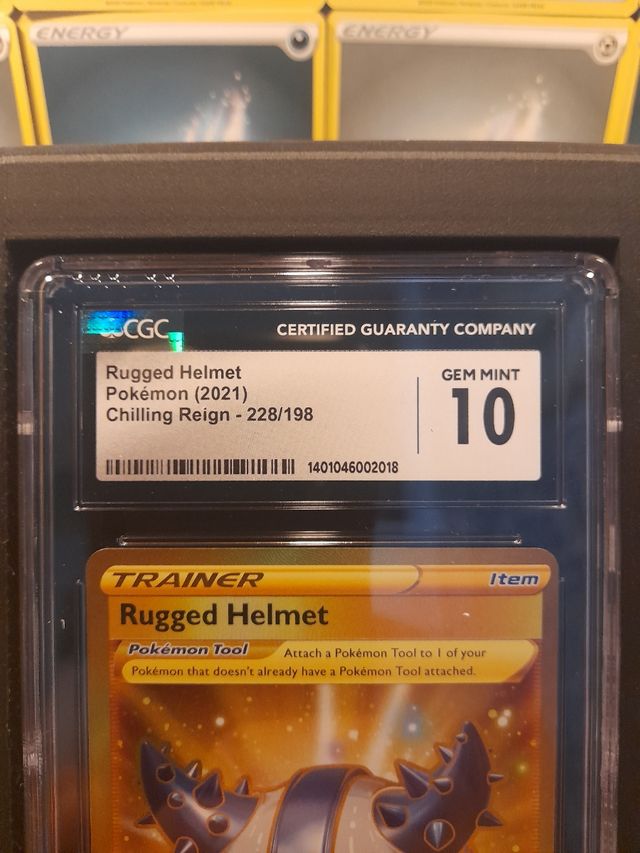 ENERGY
ENERGY
CGC
CERTIFIED GUARANTY COMPANY
Rugged Helmet
Pokémon (2021)
Chilling Reign - 228/198
GEM MINT
10
1401046002018
TRAINER
Item
Rugged Helmet
Pokémon Tool
Attach a Pokémon Tool to 1 of your
Pokémon that doesn't already have a Pokémon Tool attached.